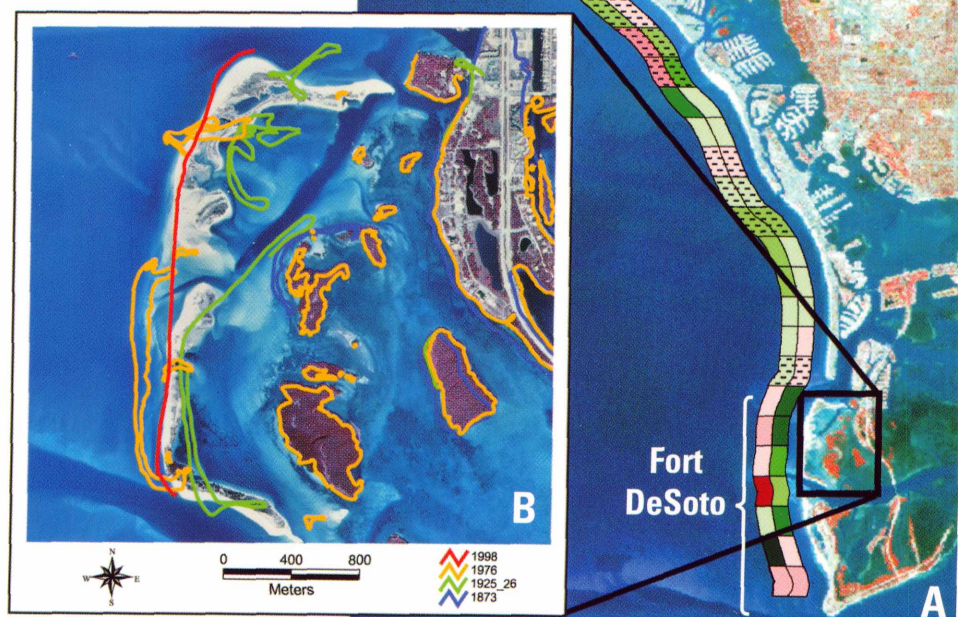 B
N
W E
S
0 400 800
Meters
1998
1976
1925_26
1873
Fort
DeSoto
A